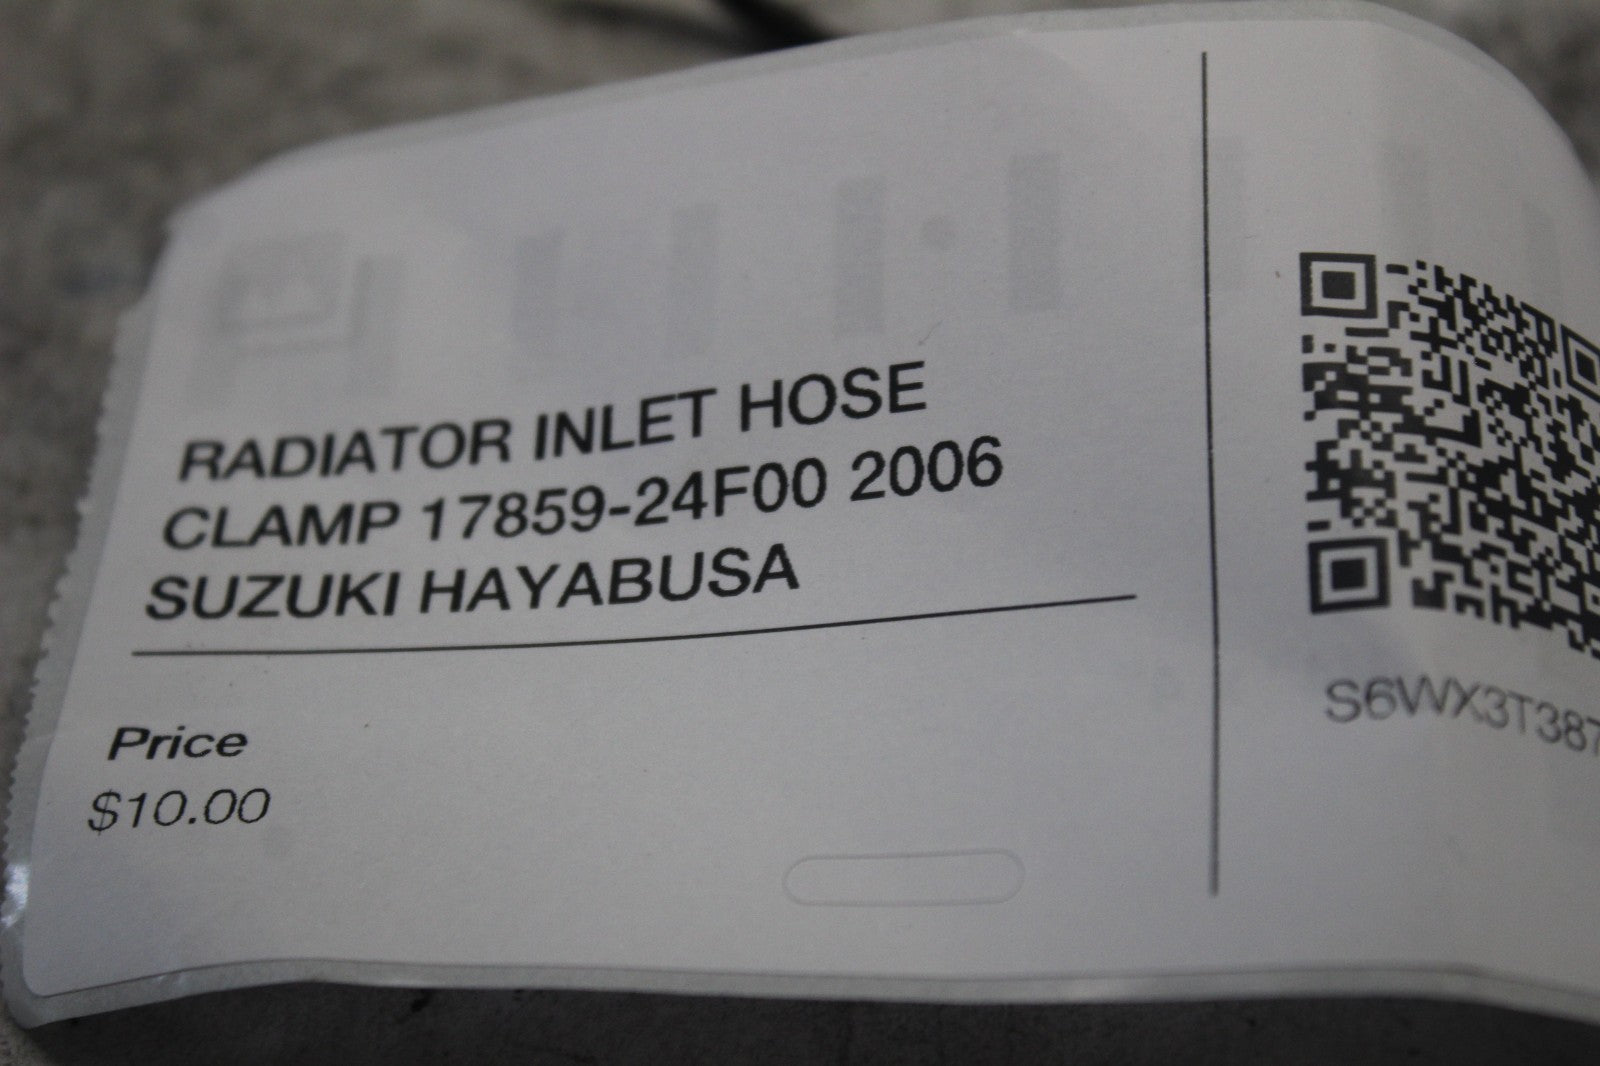 RADIATOR INLET HOSE
CLAMP 17859-24F00 2006
SUZUKI HAYABUSA
Price
$10.00
S6WX3T387